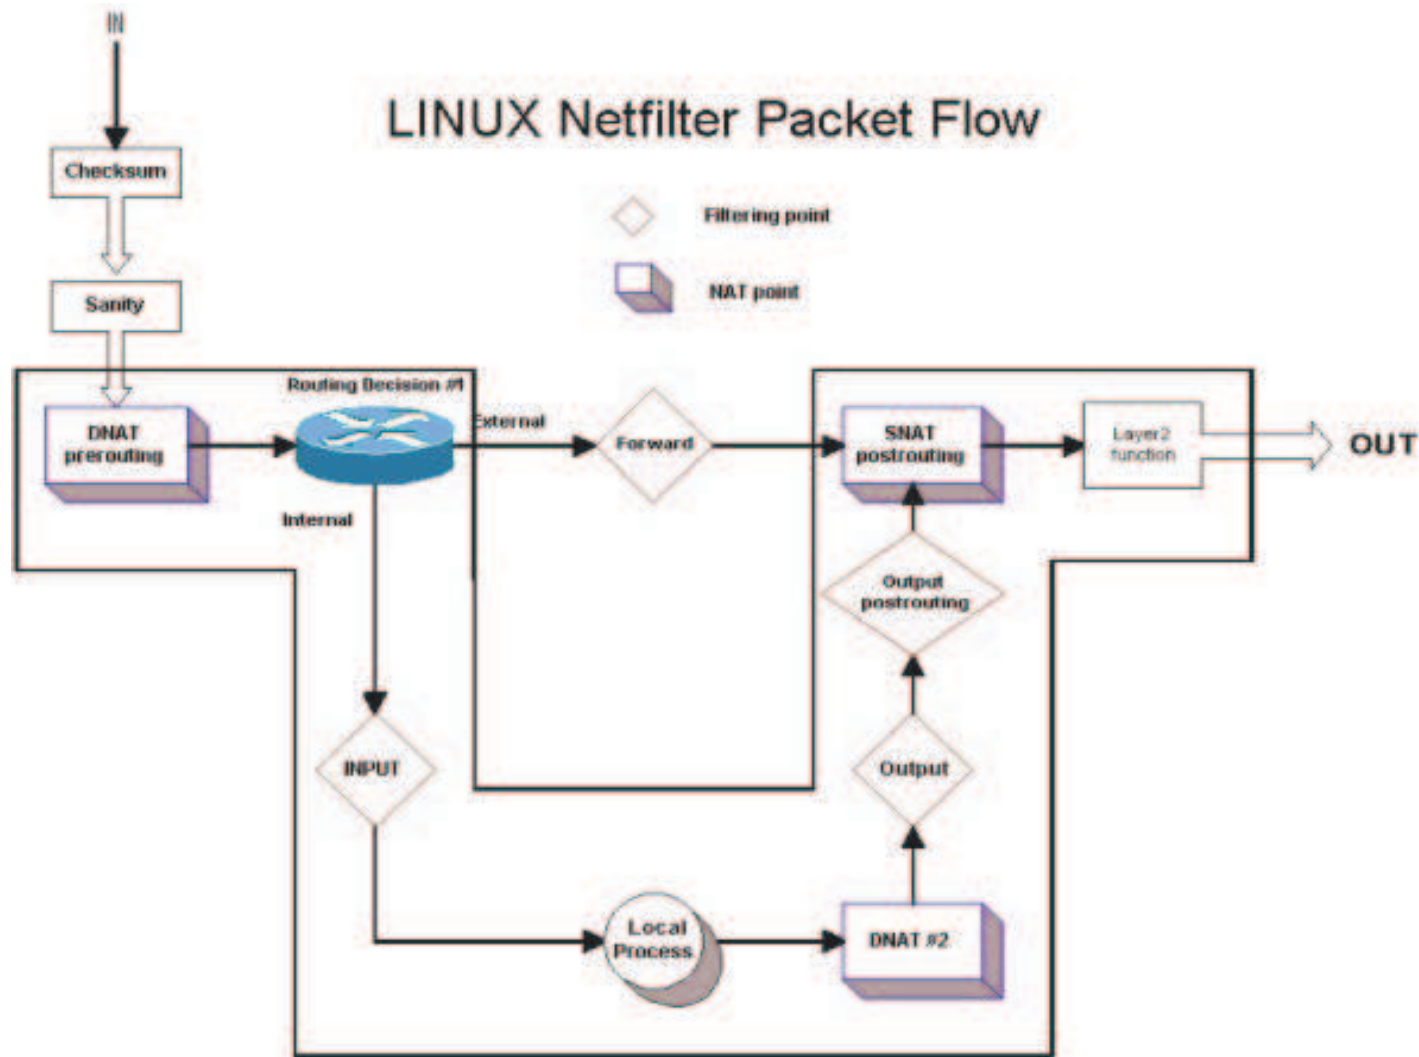 IN
LINUX Netfilter Packet Flow
Checksum
Filtering point
Sanity
NAT point
Routing Decision #1
DNAT
prerouting
External
Forward
SNAT
postrouting
Layer2
function
OUT
Internal
Output
postrouting
INPUT
Output
Local
Process
DNAT #2